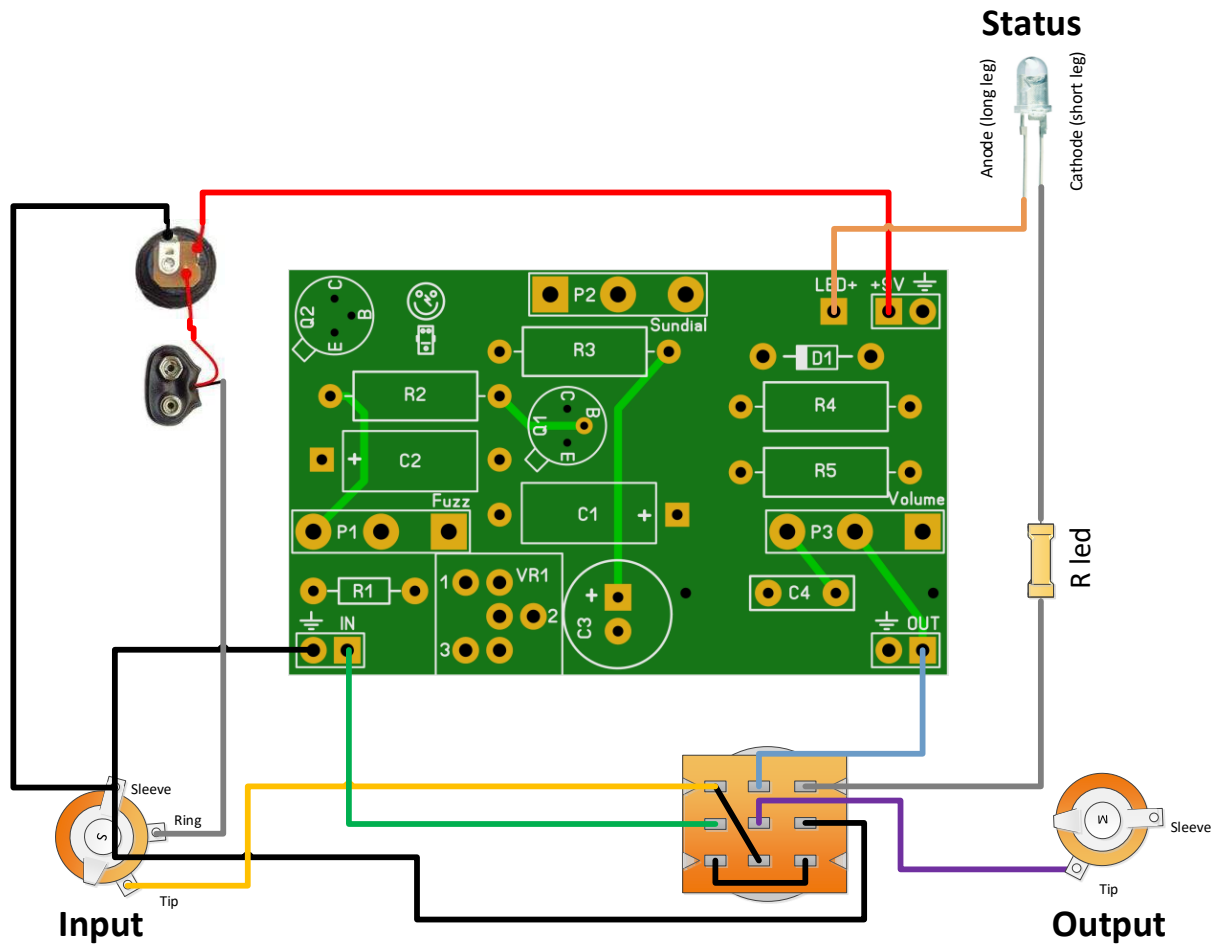 Status
Anode (long leg)
Cathode (short leg)
LED+
+9V
Q2
C
B
E
P2
Sundial
R3
D1
R2
R4
Q1
C
B
E
+
C2
R5
Fuzz
C1
+
Volume
P1
P3
R led
R1
1
VR1
2
3
+
C3
C4
IN
OUT
Sleeve
Ring
S
Tip
M
Sleeve
Tip
Input
Output